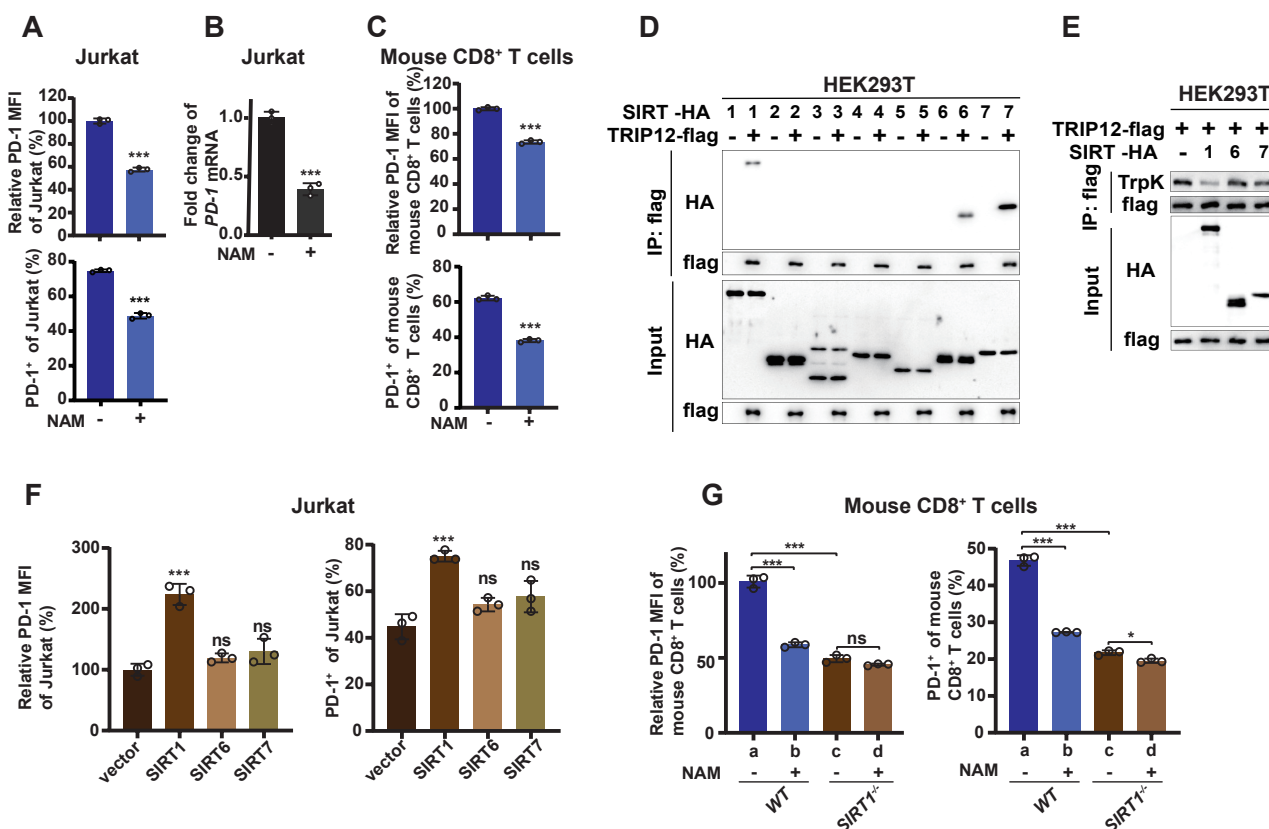 A
Jurkat
Relative PD-1 MFI
of Jurkat (%)
120
100
80
60
40
20
0
***
PD-1+ of Jurkat (%)
80
60
40
20
0
***
NAM - +
B
Jurkat
Fold change of
PD-1 mRNA
1.0
0.5
0.0
***
NAM - +
C
Mouse CD8+ T cells
Relative PD-1 MFI of
mouse CD8+ T cells (%)
120
100
80
60
40
20
0
***
PD-1+ of mouse
CD8+ T cells (%)
80
60
40
20
0
***
NAM - +
D
HEK293T
SIRT -HA 1 1 2 2 3 3 4 4 5 5 6 6 7 7
TRIP12-flag - + - + - + - + - + - + - +
IP: flag
HA
flag
Input
HA
flag
E
HEK293T
TRIP12-flag + + + +
SIRT -HA - 1 6 7
IP: flag
TrpK
flag
Input
HA
flag
F
Jurkat
Relative PD-1 MFI
of Jurkat (%)
300
200
100
0
***
ns
ns
vector SIRT1 SIRT6 SIRT7
PD-1+ of Jurkat (%)
80
60
40
20
0
***
ns
ns
vector SIRT1 SIRT6 SIRT7
G
Mouse CD8+ T cells
Relative PD-1 MFI of
mouse CD8+ T cells (%)
100
50
0
***
***
ns
a b c d
NAM - + - +
WT SIRT1-/-
PD-1+ of mouse
CD8+ T cells (%)
50
40
30
20
10
0
***
***
*
a b c d
NAM - + - +
WT SIRT1-/-